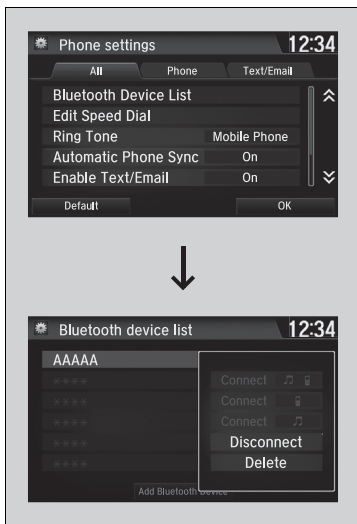 Phone settings 12:34
All Phone Text/Email
Bluetooth Device List
Edit Speed Dial
Ring Tone Mobile Phone
Automatic Phone Sync On
Enable Text/Email On
Default OK
Bluetooth device list 12:34
AAAAA
**** Connect
**** Connect
**** Connect
**** Disconnect
**** Delete
Add Bluetooth Device